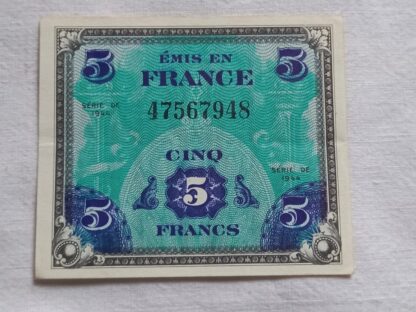 5 ÉMIS EN 5
FRANCE
47567948
SÉRIE DE
1944
CINQ
SÉRIE DE
1944
5
5 FRANCS 5